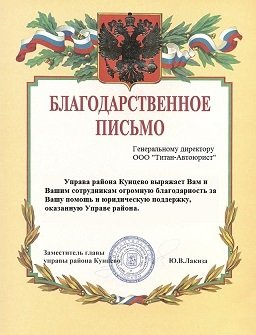 БЛАГОДАРСТВЕННОЕ
ПИСЬМО
Генеральному директору
ООО "Титан-Автоюрист"
Управа района Кунцево выражает Вам и
Вашим сотрудникам огромную благодарность за
Вашу помощь и юридическую поддержку,
оказанную Управе района.
Заместитель главы
управы района Кунцево Ю.В.Лакиза